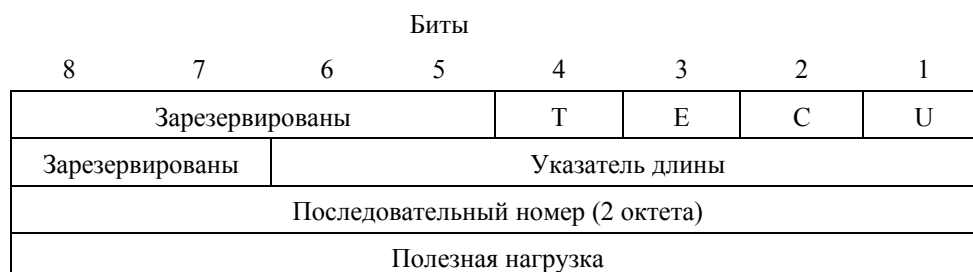 Биты
8 7 6 5 4 3 2 1
Зарезервированы T E C U
Зарезервированы Указатель длины
Последовательный номер (2 октета)
Полезная нагрузка